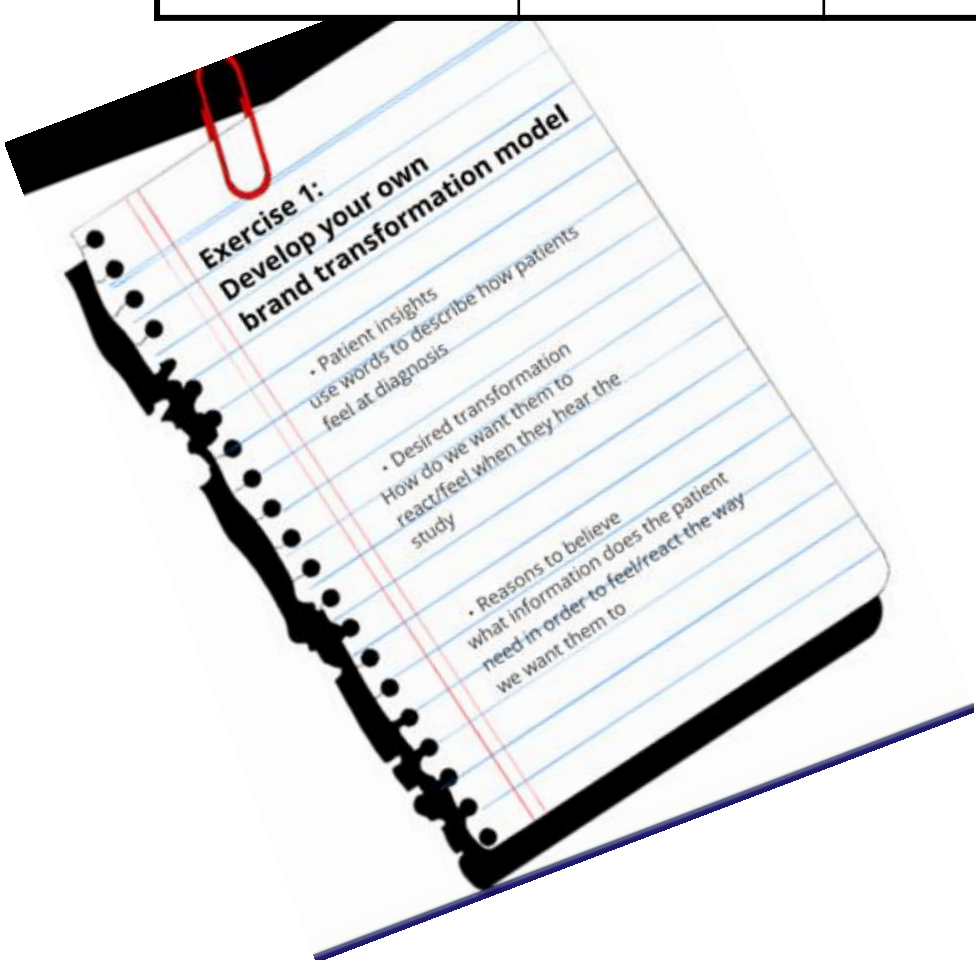 Exercise 1:
Develop your own
brand transformation model
• Patient insights
use words to describe how patients
feel at diagnosis
• Desired transformation
How do we want them to
react/feel when they hear the
study
• Reasons to believe
what information does the patient
need in order to feel/react the way
we want them to